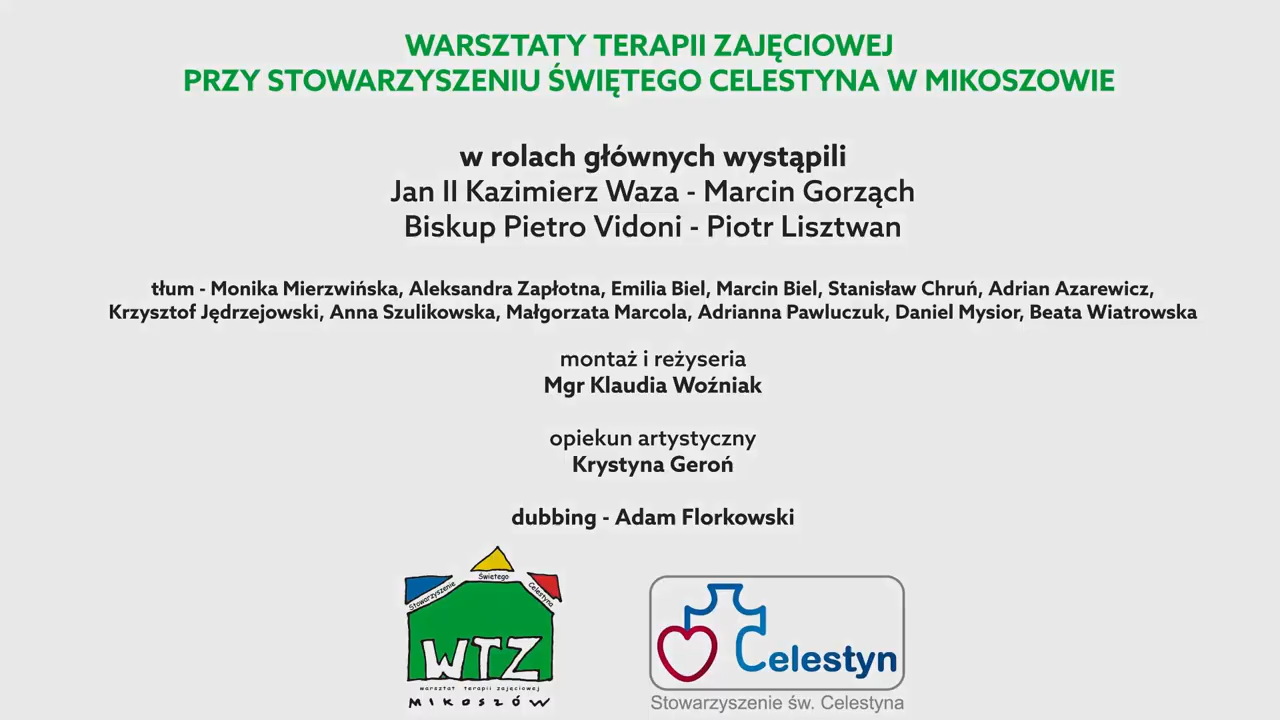 WARSZTATY TERAPII ZAJĘCIOWEJ
PRZY STOWARZYSZENIU ŚWIĘTEGO CELESTYNA W MIKOSZOWIE
w rolach głównych wystąpili
Jan II Kazimierz Waza - Marcin Gorząch
Biskup Pietro Vidoni - Piotr Lisztwan
tłum - Monika Mierzwińska, Aleksandra Zapłotna, Emilia Biel, Marcin Biel, Stanisław Chruń, Adrian Azarewicz,
Krzysztof Jędrzejowski, Anna Szulikowska, Małgorzata Marcola, Adrianna Pawluczuk, Daniel Mysior, Beata Wiatrowska
montaż i reżyseria
Mgr Klaudia Woźniak
opiekun artystyczny
Krystyna Geroń
dubbing - Adam Florkowski
Stowarzyszenie Świętego Celestyna
WTZ
warsztat terapii zajęciowej
MIKOSZÓW
Celestyn
Stowarzyszenie św. Celestyna